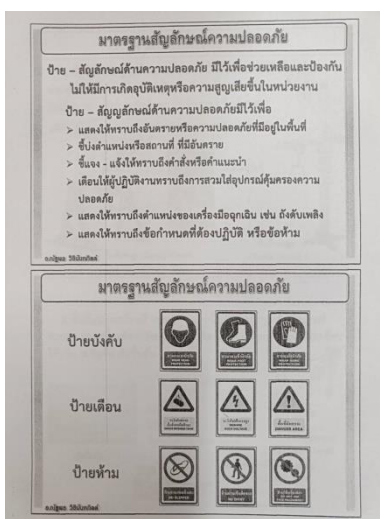 มาตรฐานสัญลักษณ์ความปลอดภัย
ป้าย - สัญลักษณ์ด้านความปลอดภัย มีไว้เพื่อช่วยเหลือและป้องกัน
ไม่ให้มีการเกิดอุบัติเหตุหรือความสูญเสียขึ้นในหน่วยงาน
ป้าย - สัญญลักษณ์ด้านความปลอดภัยมีไว้เพื่อ
➤ แสดงให้ทราบถึงอันตรายหรือความปลอดภัยที่มีอยู่ในพื้นที่
➤ ชี้บ่งตำแหน่งหรือสถานที่ ที่มีอันตราย
➤ ชี้แจง - แจ้งให้ทราบถึงคำสั่งหรือคำแนะนำ
➤ เตือนให้ผู้ปฏิบัติงานทราบถึงการสวมใส่อุปกรณ์คุ้มครองความ
ปลอดภัย
➤ แสดงให้ทราบถึงตำแหน่งของเครื่องมือฉุกเฉิน เช่น ถังดับเพลิง
➤ แสดงให้ทราบถึงข้อกำหนดที่ต้องปฏิบัติ หรือข้อห้าม
มาตรฐานสัญลักษณ์ความปลอดภัย
ป้ายบังคับ
ป้ายเตือน
DANGER AREA
ป้ายห้าม